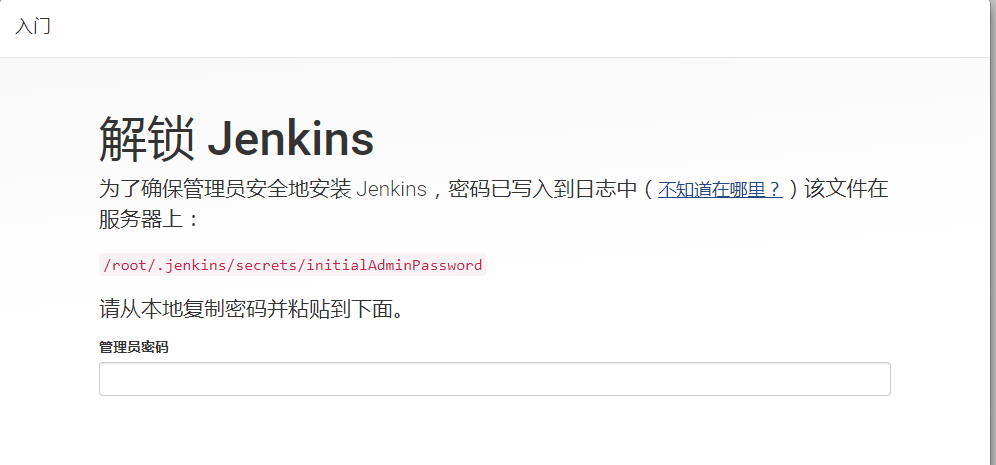 入门
解锁 Jenkins
为了确保管理员安全地安装 Jenkins，密码已写入到日志中（不知道在哪里？）该文件在
服务器上：
/root/.jenkins/secrets/initialAdminPassword
请从本地复制密码并粘贴到下面。
管理员密码